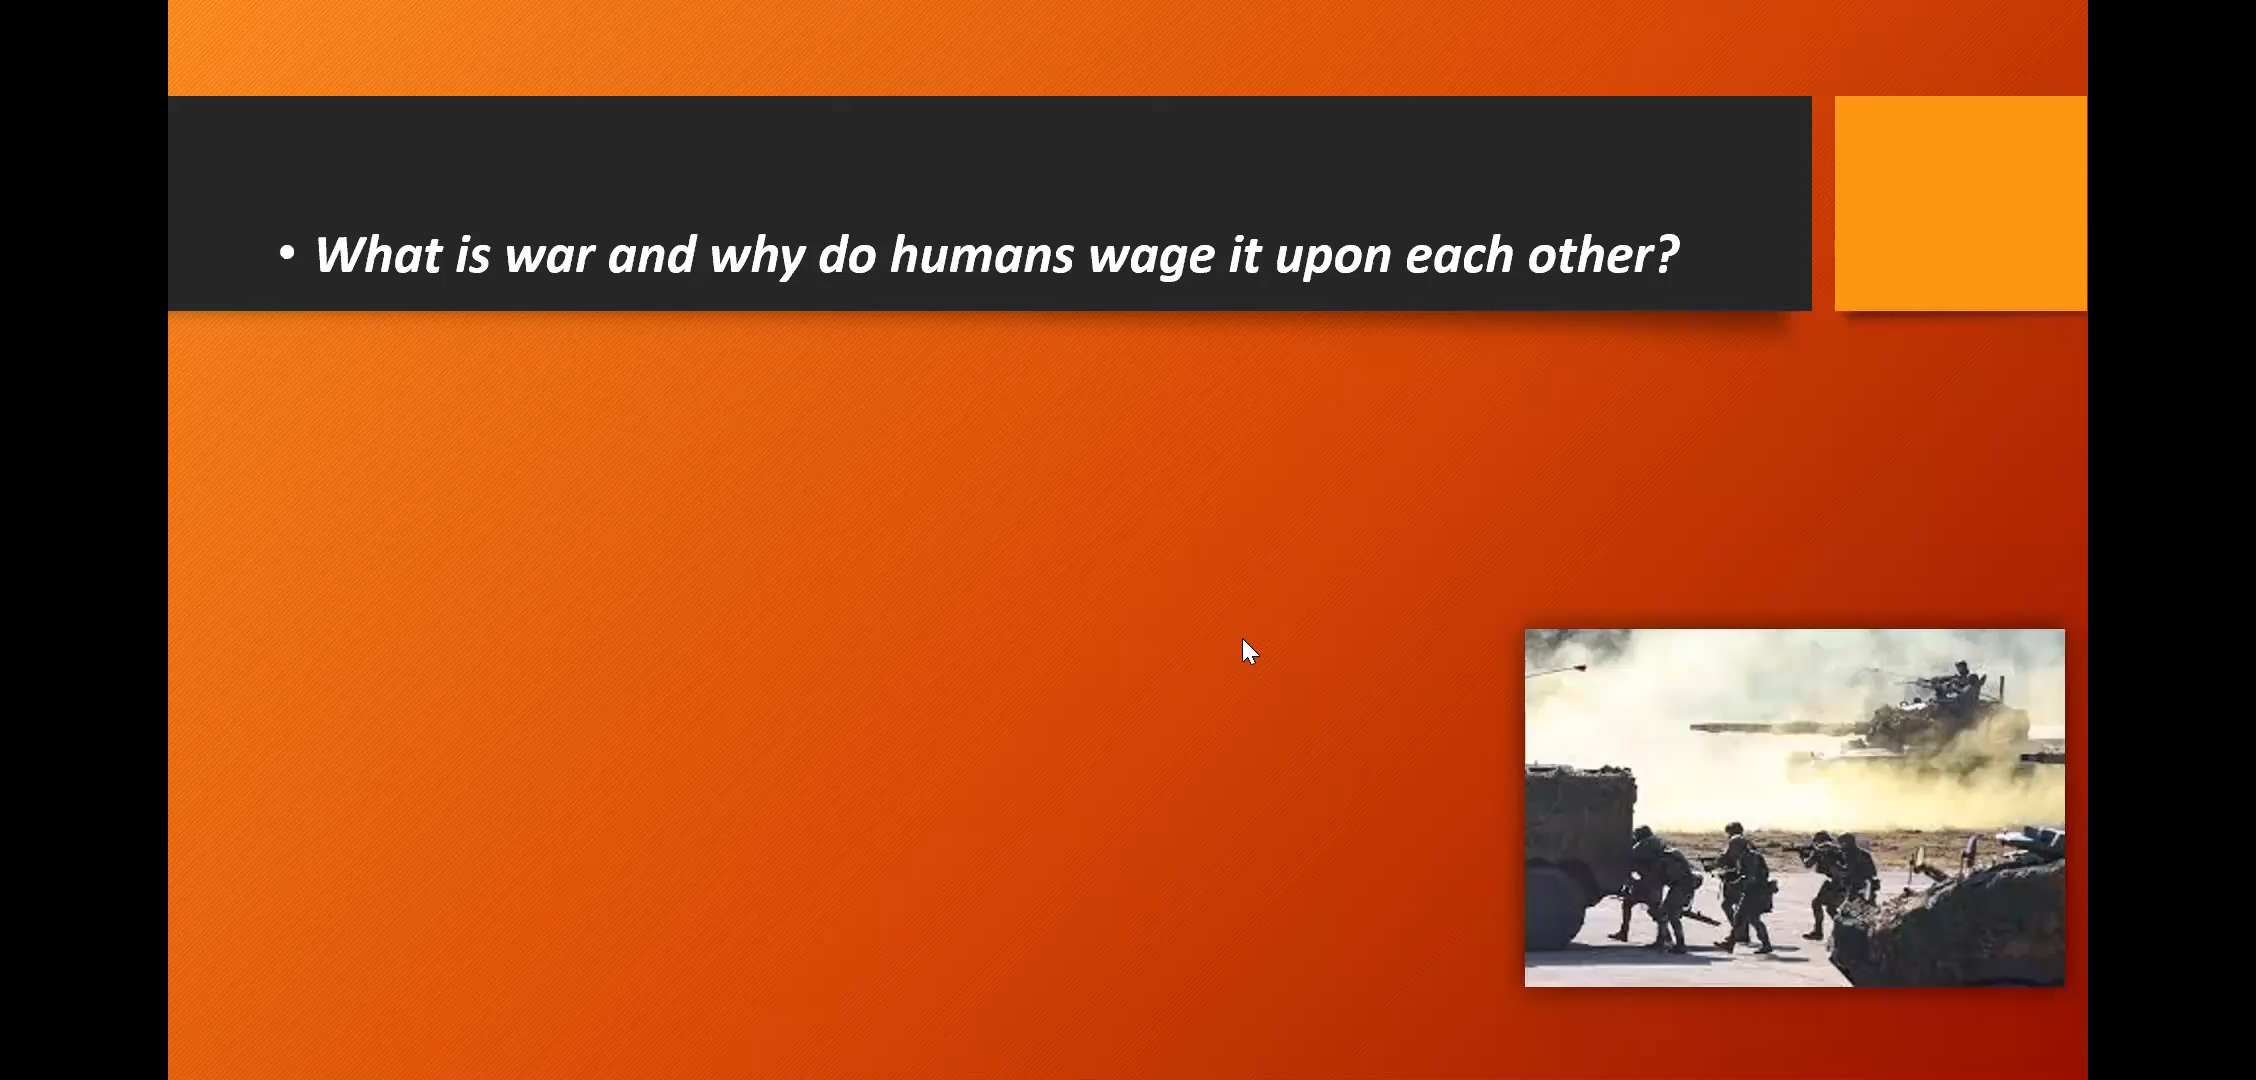 • What is war and why do humans wage it upon each other?